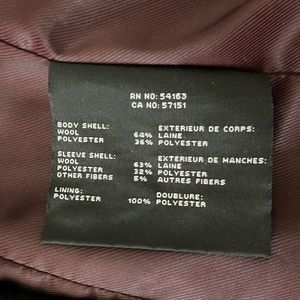 RN NO: 54163
CA NO: 57151
BODY SHELL: EXTERIEUR DE CORPS:
WOOL 64% LAINE
POLYESTER 36% POLYESTER
SLEEVE SHELL: EXTERIEUR DE MANCHES:
WOOL 63% LAINE
POLYESTER 32% POLYESTER
OTHER FIBERS 5% AUTRES FIBERS
LINING: DOUBLURE:
POLYESTER 100% POLYESTER